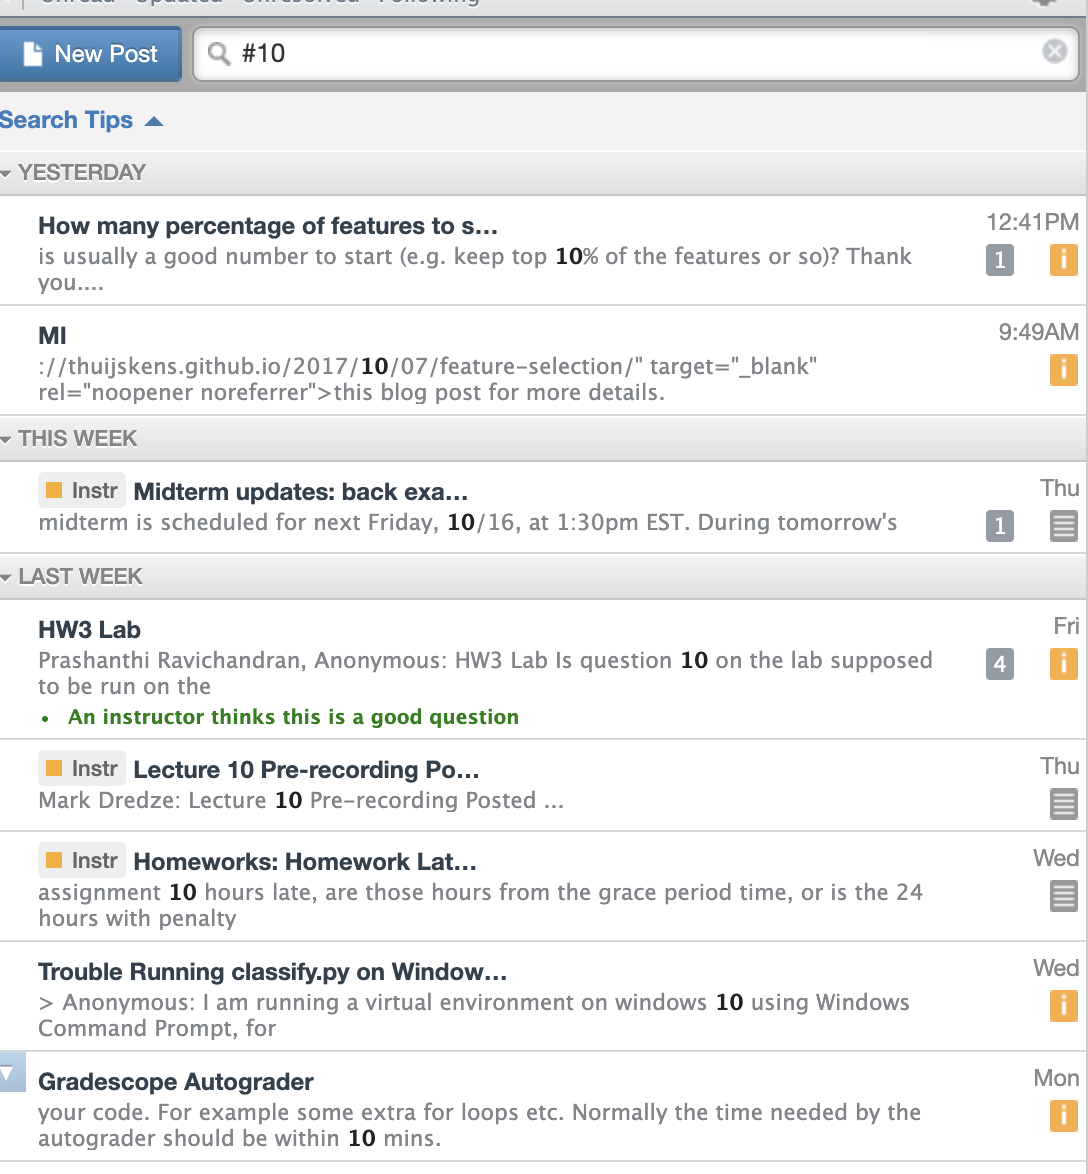 Unread Updated Unresolved Following
New Post
#10
Search Tips
YESTERDAY
How many percentage of features to s...
12:41PM
is usually a good number to start (e.g. keep top 10% of the features or so)? Thank
you....
1
i
MI
9:49AM
://thuijskens.github.io/2017/10/07/feature-selection/" target="_blank"
rel="noopener noreferrer">this blog post for more details.
i
THIS WEEK
Instr Midterm updates: back exa...
Thu
midterm is scheduled for next Friday, 10/16, at 1:30pm EST. During tomorrow's
1
LAST WEEK
HW3 Lab
Fri
Prashanthi Ravichandran, Anonymous: HW3 Lab Is question 10 on the lab supposed
to be run on the
4
i
• An instructor thinks this is a good question
Instr Lecture 10 Pre-recording Po...
Thu
Mark Dredze: Lecture 10 Pre-recording Posted ...
Instr Homeworks: Homework Lat...
Wed
assignment 10 hours late, are those hours from the grace period time, or is the 24
hours with penalty
Trouble Running classify.py on Window...
Wed
> Anonymous: I am running a virtual environment on windows 10 using Windows
Command Prompt, for
i
Gradescope Autograder
Mon
your code. For example some extra for loops etc. Normally the time needed by the
autograder should be within 10 mins.
i